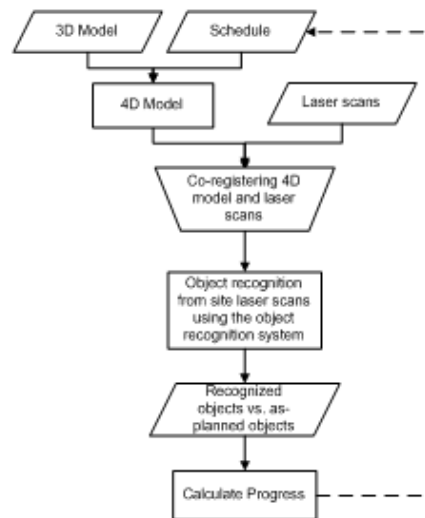 3D Model
Schedule
4D Model
Laser scans
Co-registering 4D
model and laser
scans
Object recognition
from site laser scans
using the object
recognition system
Recognized
objects vs. as-
planned objects
Calculate Progress